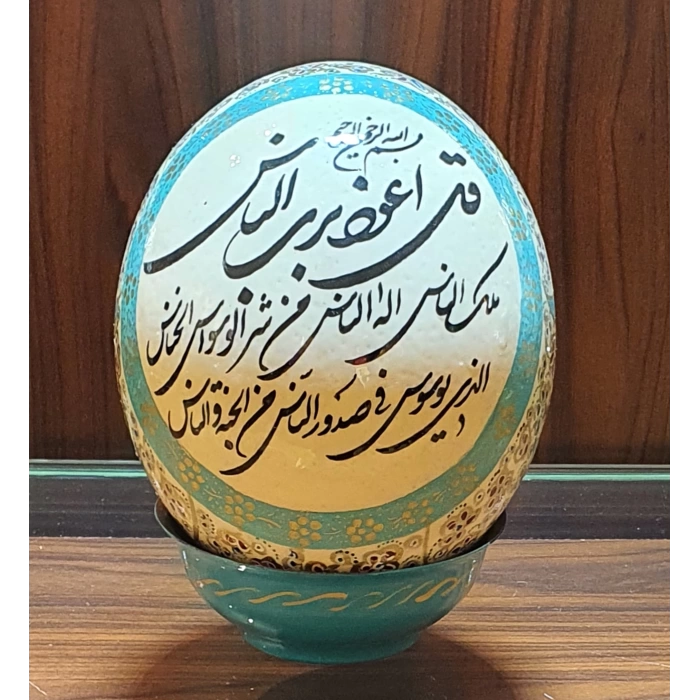 بسم الله الرحمن الرحیم
قل اعوذ برب الناس
ملک الناس اله الناس من شر الوسواس الخناس
الذی یوسوس فی صدور الناس من الجنة و الناس